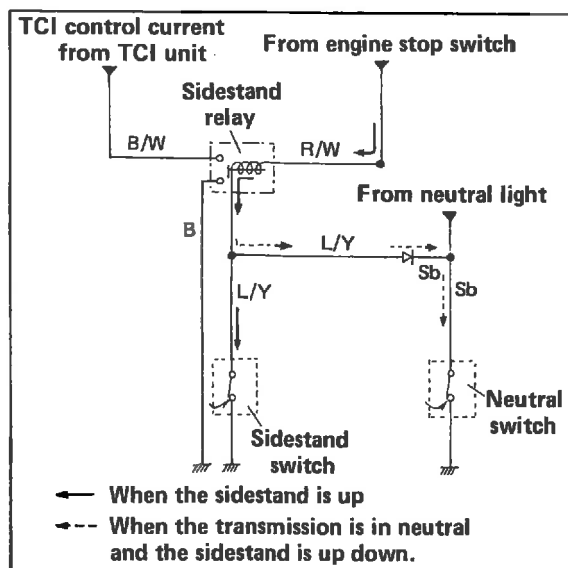 TCI control current
from TCI unit
From engine stop switch
Sidestand
relay
B/W
R/W
From neutral light
B
L/Y
Sb
Sb
L/Y
Neutral
switch
Sidestand
switch
When the sidestand is up
When the transmission is in neutral
and the sidestand is up down.